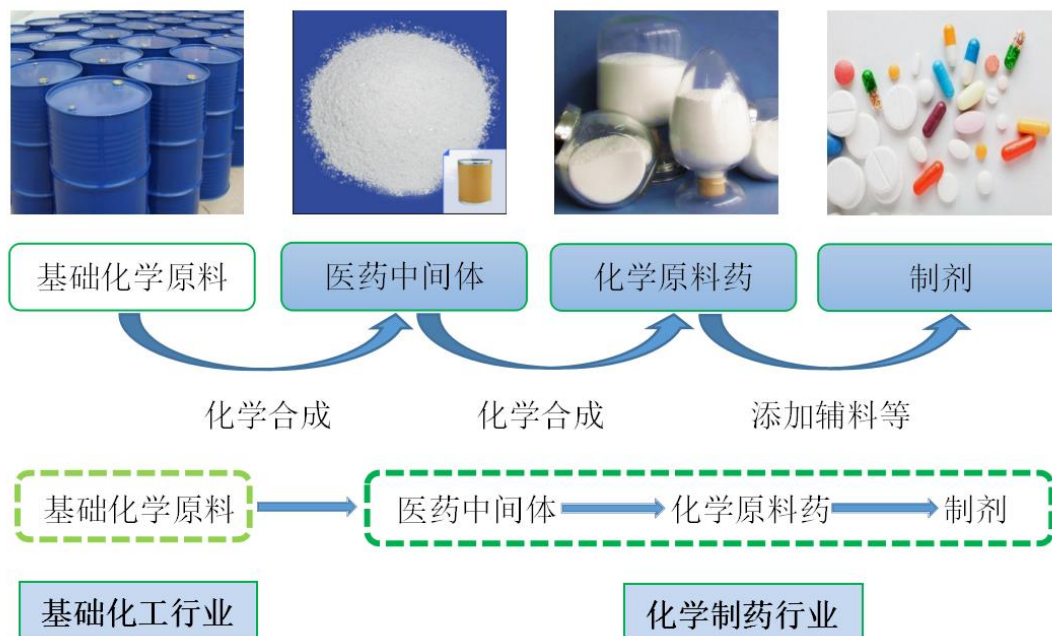 基础化学原料
医药中间体
化学原料药
制剂
化学合成
化学合成
添加辅料等
基础化学原料
医药中间体
化学原料药
制剂
基础化工行业
化学制药行业